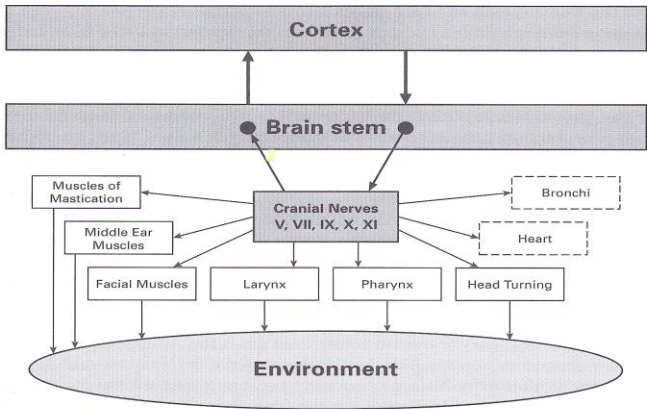 Cortex
Brain stem
Muscles of
Mastication
Cranial Nerves
V, VII, IX, X, XI
Bronchi
Middle Ear
Muscles
Heart
Facial Muscles
Larynx
Pharynx
Head Turning
Environment